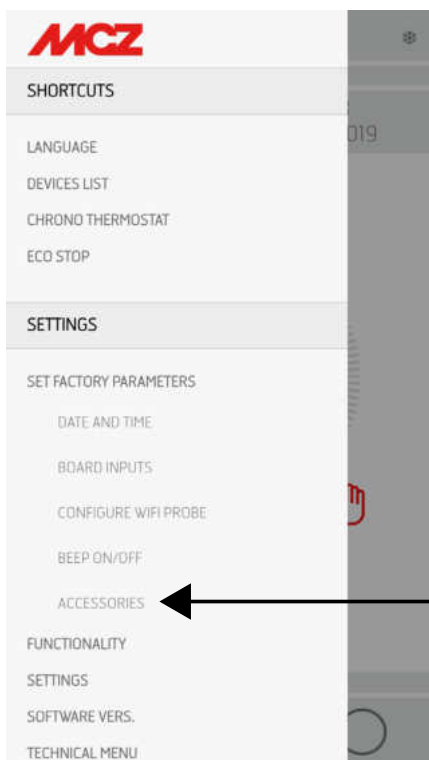 MCZ
SHORTCUTS
019
LANGUAGE
DEVICES LIST
CHRONO THERMOSTAT
ECO STOP
SETTINGS
SET FACTORY PARAMETERS
DATE AND TIME
BOARD INPUTS
CONFIGURE WIFI PROBE
BEEP ON/OFF
ACCESSORIES
FUNCTIONALITY
SETTINGS
SOFTWARE VERS.
TECHNICAL MENU